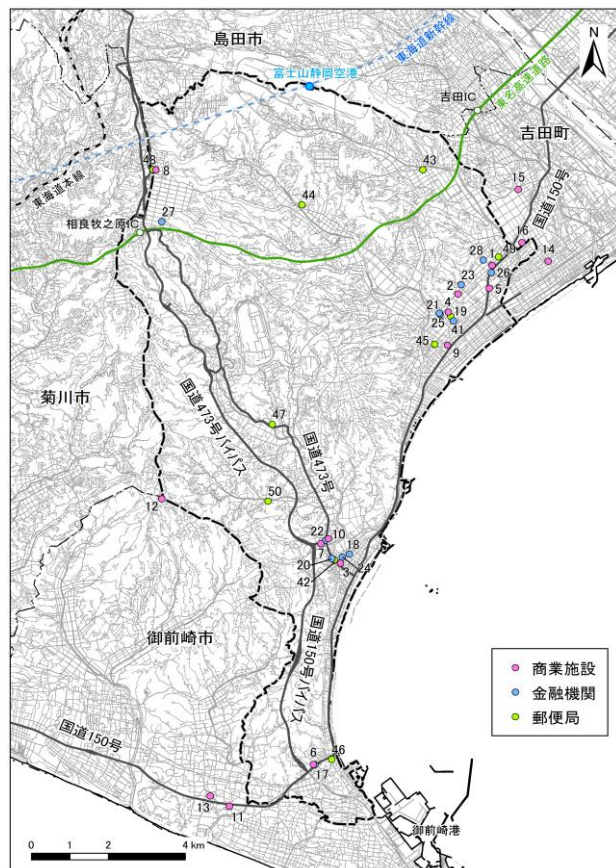 島田市
東海道新幹線
N
富士山静岡空港
吉田IC
東名高速道路
吉田町
48
8
43
15
東海道本線
44
国道150号
27
相良牧之原IC
16
28
1
49
14
26
23
2
5
4
19
21
25
41
45
9
菊川市
国道473号バイパス
47
国道473号
50
12
22
10
7
18
20
24
42
3
御前崎市
国道150号バイパス
商業施設
金融機関
郵便局
国道150号
6
46
17
13
11
御前崎港
0 2 4 km